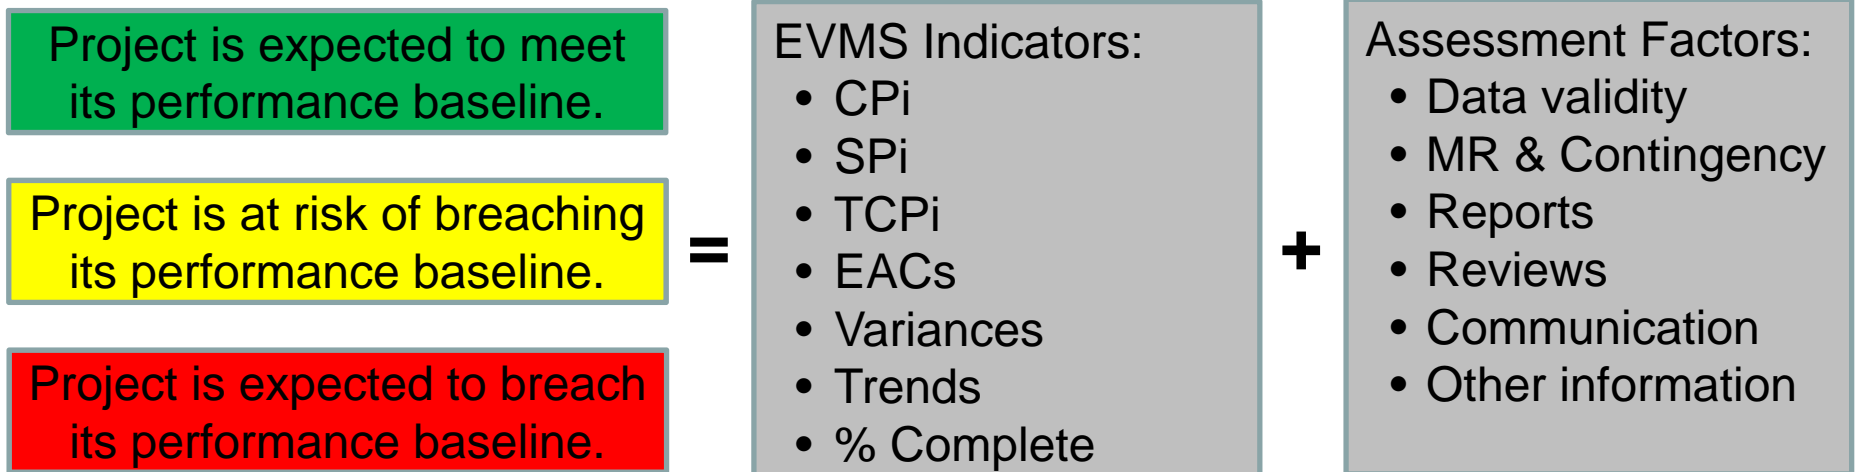 Project is expected to meet
its performance baseline.
Project is at risk of breaching
its performance baseline.
Project is expected to breach
its performance baseline.
=
EVMS Indicators:
• CPi
• SPi
• TCPi
• EACs
• Variances
• Trends
• % Complete
+
Assessment Factors:
• Data validity
• MR & Contingency
• Reports
• Reviews
• Communication
• Other information